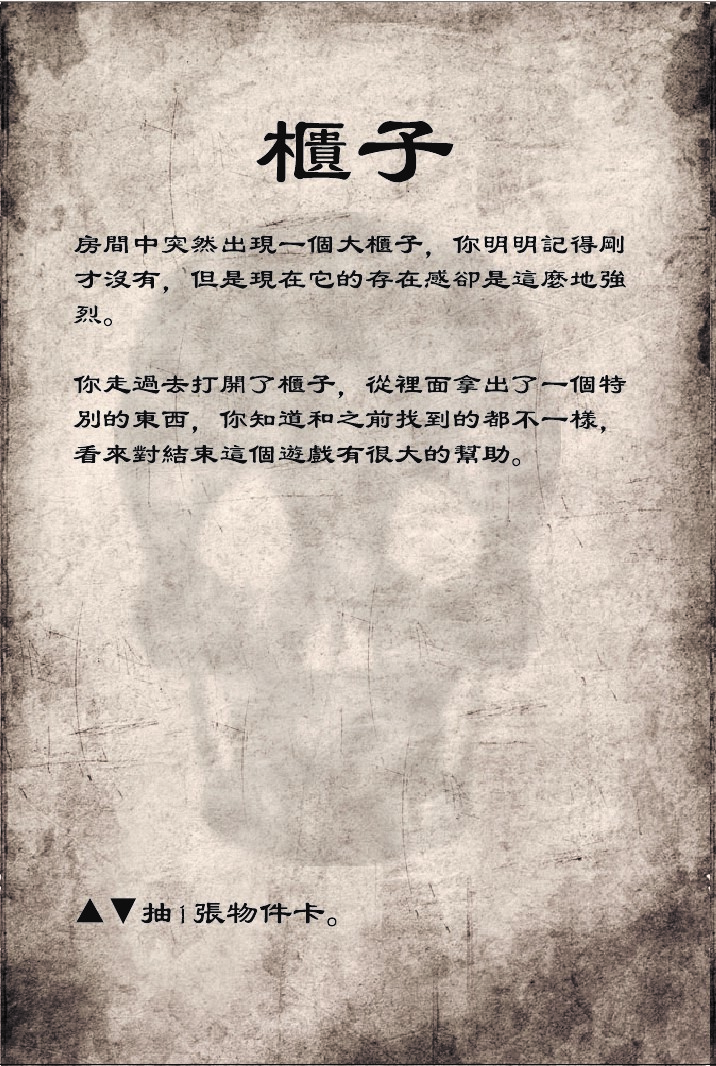 櫃子
房間中突然出現一個大櫃子，你明明記得剛
才沒有，但是現在它的存在感卻是這麼地強
烈。
你走過去打開了櫃子，從裡面拿出了一個特
別的東西，你知道和之前找到的都不一樣，
看來對結束這個遊戲有很大的幫助。
▲▼抽1張物件卡。